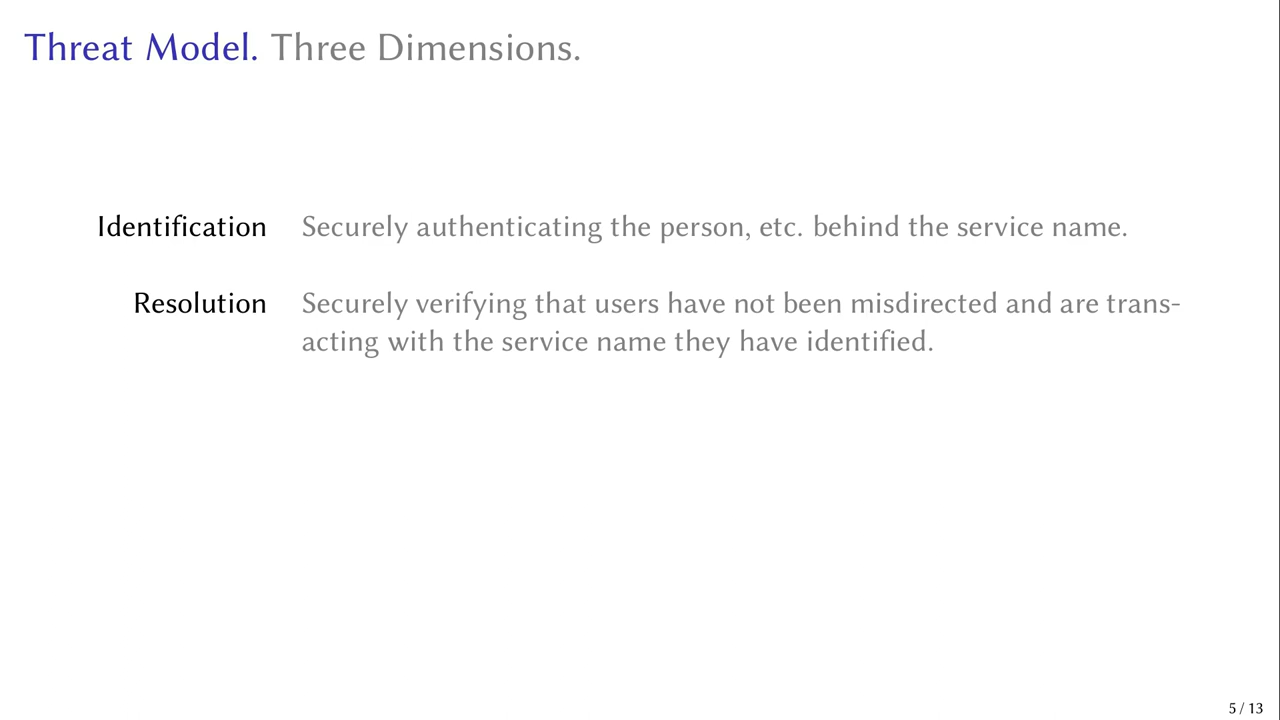 Threat Model. Three Dimensions.
Identification Securely authenticating the person, etc. behind the service name.
Resolution Securely verifying that users have not been misdirected and are trans-
acting with the service name they have identified.
5 / 13